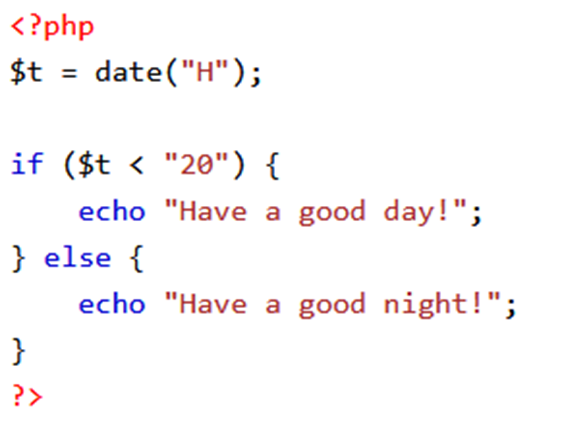 <?php
$t = date("H");

if ($t < "20") {
    echo "Have a good day!";
} else {
    echo "Have a good night!";
}
?>